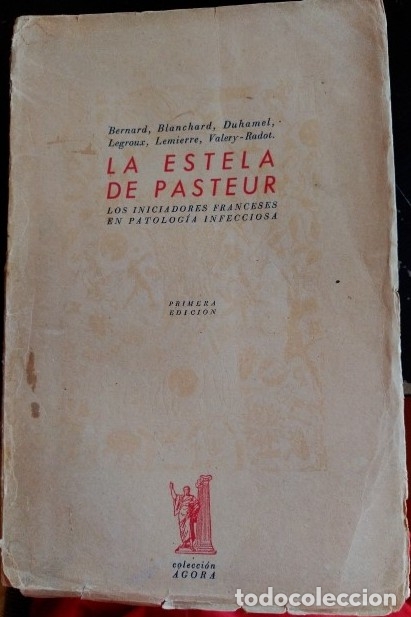 Bernard, Blanchard, Duhamel,
Legroux, Lemierre, Valery-Radot.
LA ESTELA
DE PASTEUR
LOS INICIADORES FRANCESES
EN PATOLOGÍA INFECCIOSA
PRIMERA
EDICION
colección
AGORA
todocoleccion